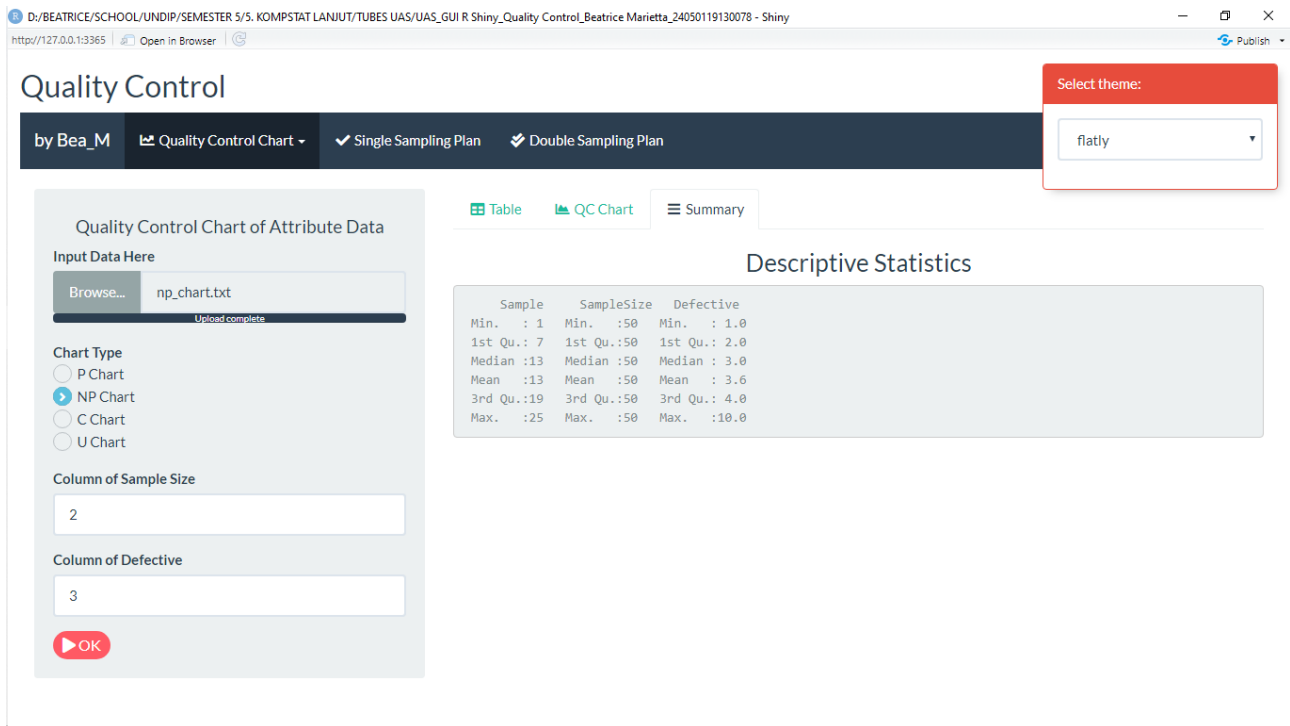 D:/BEATRICE/SCHOOL/UNDIP/SEMESTER 5/5. KOMPSTAT LANJUT/TUBES UAS/UAS_GUI R Shiny_Quality Control_Beatrice Marietta_24050119130078 - Shiny
http://127.0.0.1:3365 Open in Browser Publish
Quality Control
Select theme:
flatly
by Bea_M Quality Control Chart Single Sampling Plan Double Sampling Plan
Quality Control Chart of Attribute Data
Input Data Here
Browse... np_chart.txt
Upload complete
Chart Type
P Chart
NP Chart
C Chart
U Chart
Column of Sample Size
2
Column of Defective
3
OK
Table QC Chart Summary
Descriptive Statistics
Sample SampleSize Defective
Min. : 1 Min. :50 Min. : 1.0
1st Qu.: 7 1st Qu.:50 1st Qu.: 2.0
Median :13 Median :50 Median : 3.0
Mean :13 Mean :50 Mean : 3.6
3rd Qu.:19 3rd Qu.:50 3rd Qu.: 4.0
Max. :25 Max. :50 Max. :10.0